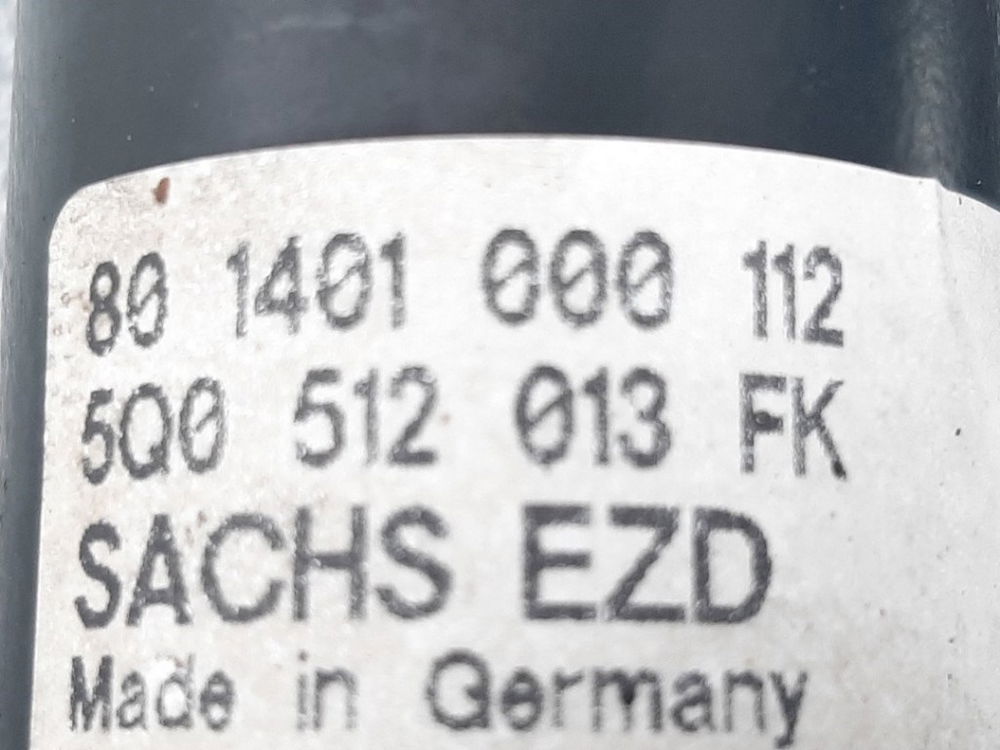 80 1401 000 112
5Q0 512 013 FK
SACHS EZD
Made in Germany